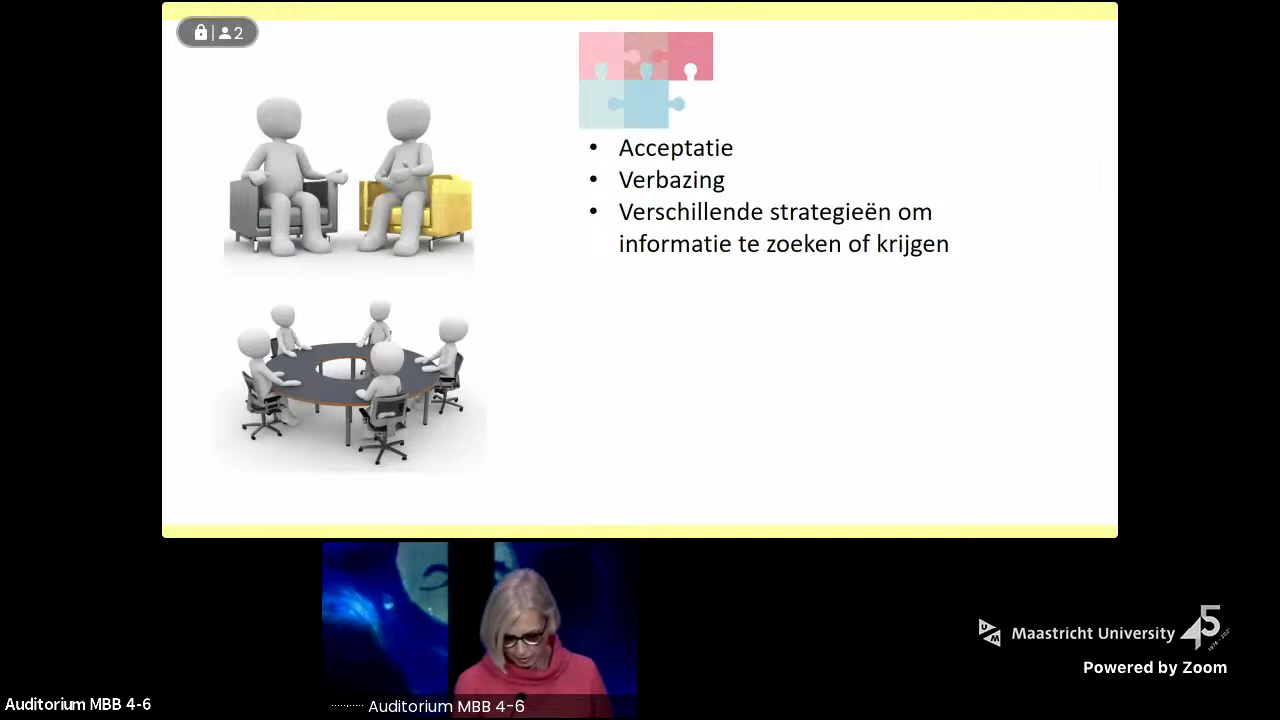 2
Acceptatie
Verbazing
Verschillende strategieën om
informatie te zoeken of krijgen
Maastricht University 45
Powered by Zoom
Auditorium MBB 4-6
Auditorium MBB 4-6